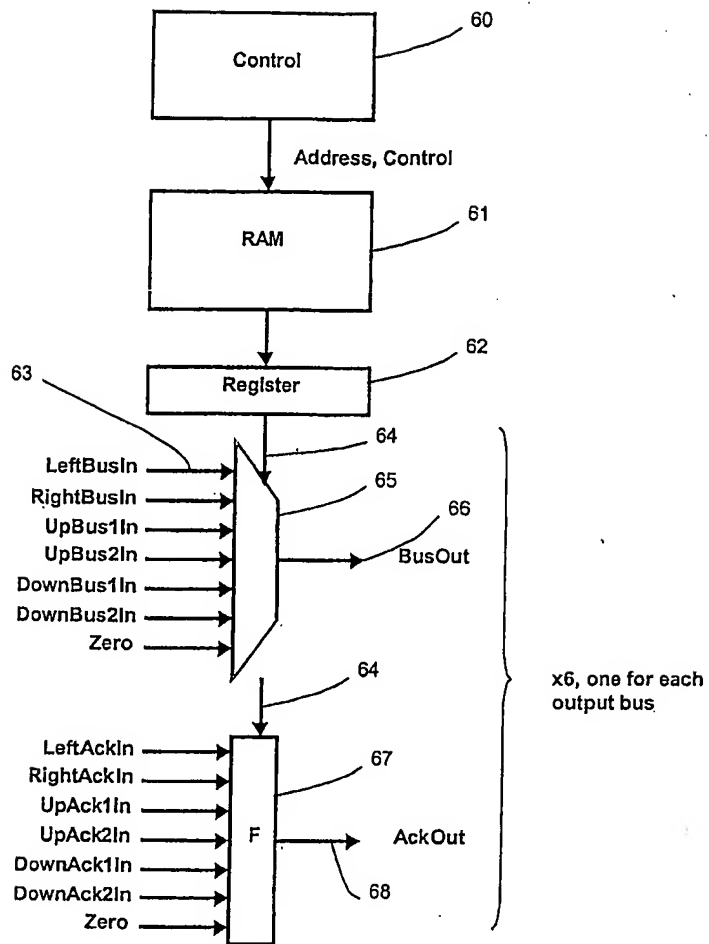 60
Control
Address, Control
61
RAM
62
63
Register
64
LeftBusIn
65
RightBusIn
66
UpBus1In
UpBus2In
BusOut
DownBus1In
DownBus2In
Zero
64
x6, one for each
output bus
LeftAckIn
67
RightAckIn
UpAck1In
UpAck2In
F
AckOut
DownAck1In
68
DownAck2In
Zero